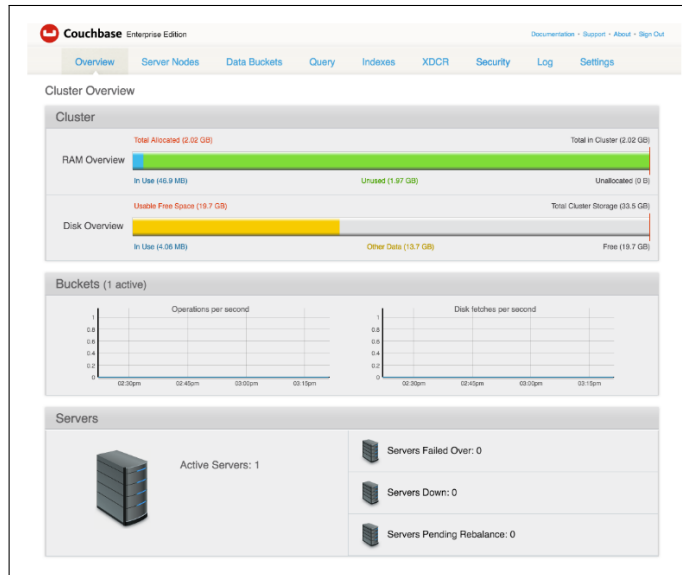 Couchbase Enterprise Edition
Documentation • Support • About • Sign Out
Overview Server Nodes Data Buckets Query Indexes XDCR Security Log Settings
Cluster Overview
Cluster
Total Allocated (2.02 GB) Total in Cluster (2.02 GB)
RAM Overview
In Use (46.9 MB) Unused (1.97 GB) Unallocated (0 B)
Usable Free Space (19.7 GB) Total Cluster Storage (33.5 GB)
Disk Overview
In Use (4.06 MB) Other Data (13.7 GB) Free (19.7 GB)
Buckets (1 active)
Operations per second
1
0.8
0.6
0.4
0.2
0
02:30pm 02:45pm 03:00pm 03:15pm
Disk fetches per second
1
0.8
0.6
0.4
0.2
0
02:30pm 02:45pm 03:00pm 03:15pm
Servers
Active Servers: 1
Servers Failed Over: 0
Servers Down: 0
Servers Pending Rebalance: 0